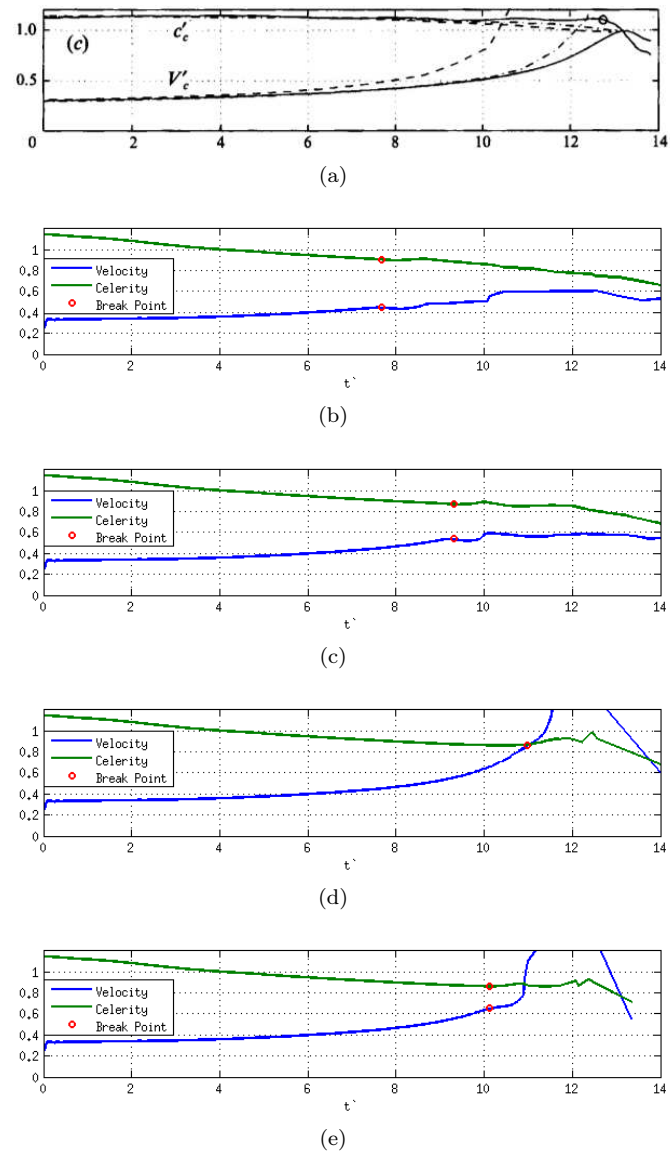 1.0
(c)
c'c
V'c
0.5
0
0 2 4 6 8 10 12 13 14
(a)
1
0.8
0.6
0.4
0.2
0
Velocity
Celerity
Break Point
0 2 4 6 8 10 12 14
t`
(b)
1
0.8
0.6
0.4
0.2
0
Velocity
Celerity
Break Point
0 2 4 6 8 10 12 14
t`
(c)
1
0.8
0.6
0.4
0.2
0
Velocity
Celerity
Break Point
0 2 4 6 8 10 12 14
t`
(d)
1
0.8
0.6
0.4
0.2
0
Velocity
Celerity
Break Point
0 2 4 6 8 10 12 14
t`
(e)